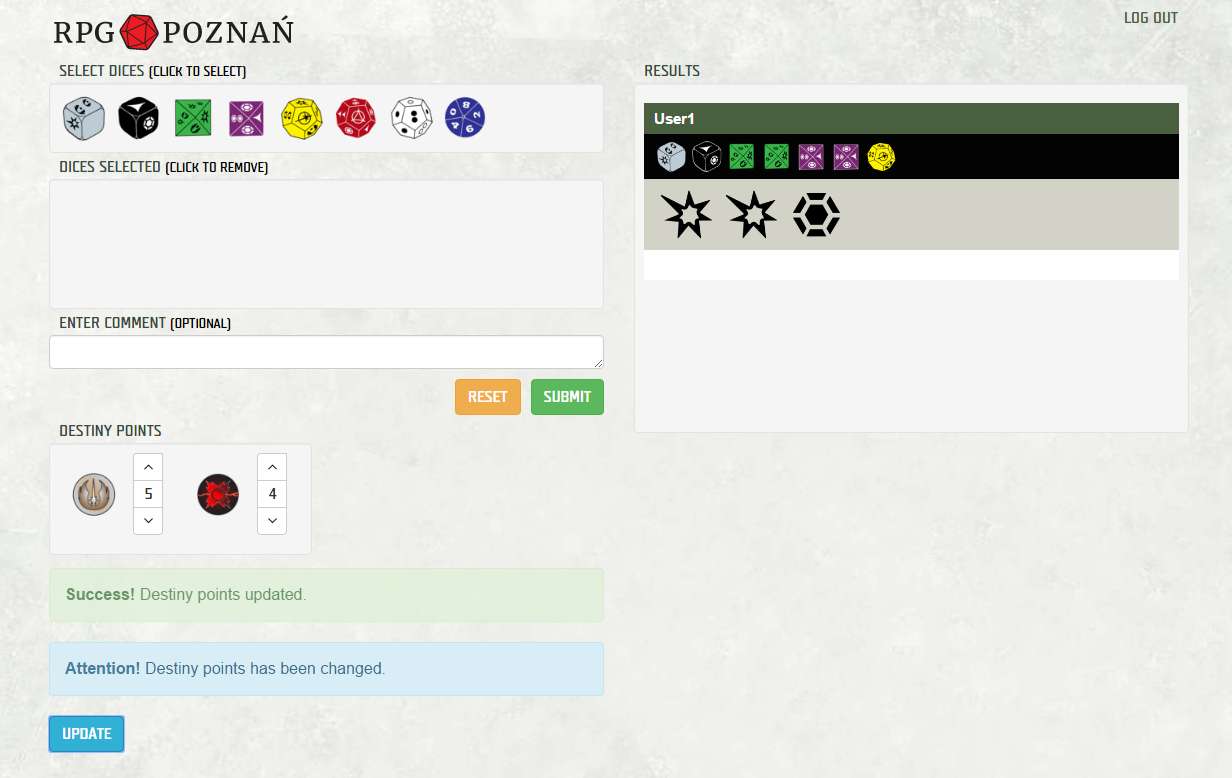 RPG POZNAŃ
LOG OUT
SELECT DICES (CLICK TO SELECT)
DICES SELECTED (CLICK TO REMOVE)
ENTER COMMENT (OPTIONAL)
RESET SUBMIT
DESTINY POINTS
5 4
Success! Destiny points updated.
Attention! Destiny points has been changed.
UPDATE
RESULTS
User1